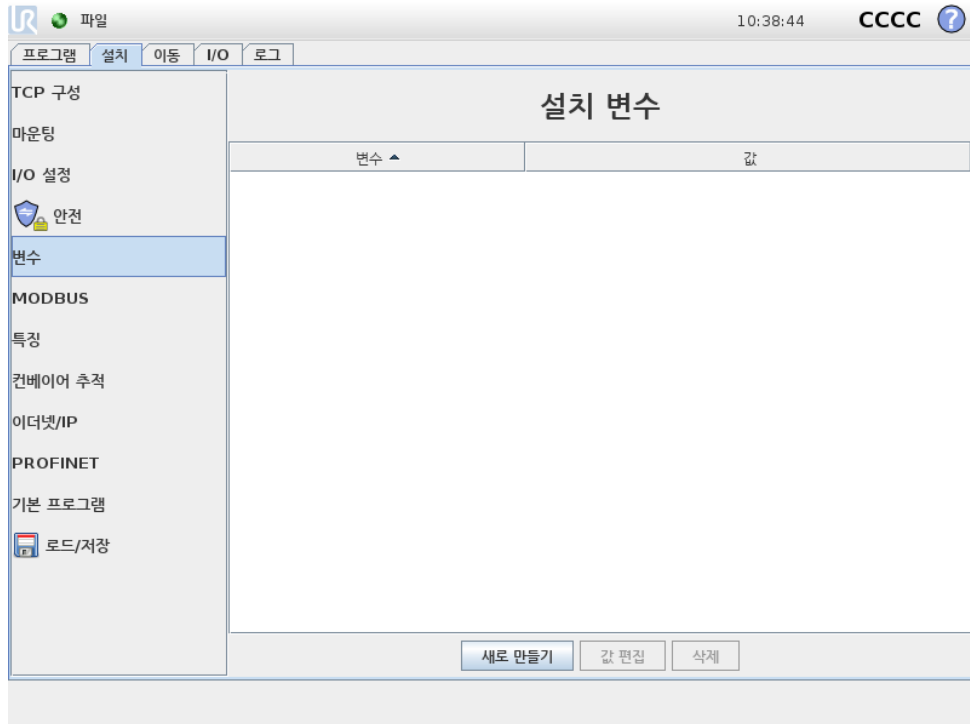 UR 파일 10:38:44 CCCC ?
프로그램 설치 이동 I/O 로그
TCP 구성
마운팅
I/O 설정
안전
변수
MODBUS
특징
컨베이어 추적
이더넷/IP
PROFINET
기본 프로그램
로드/저장
설치 변수
변수 값
새로 만들기 값 편집 삭제